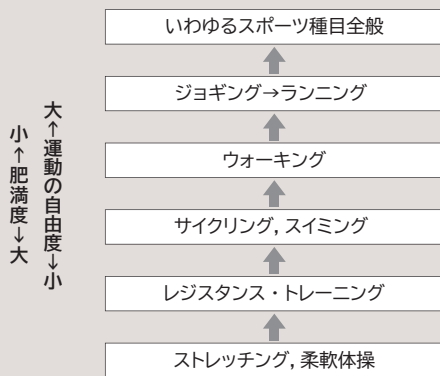 いわゆるスポーツ種目全般
ジョギング→ランニング
ウォーキング
サイクリング, スイミング
レジスタンス・トレーニング
ストレッチング, 柔軟体操
大↑運動の自由度↓小
小↑肥満度↓大